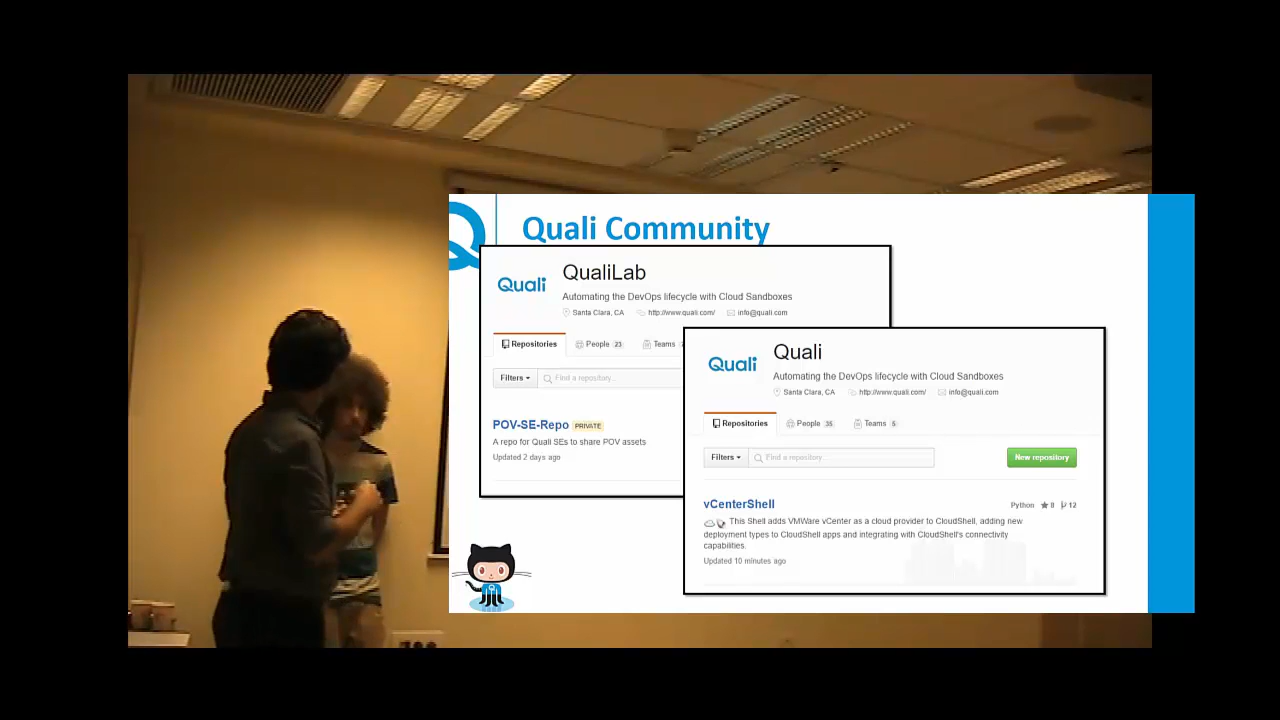 Quali Community
Quali
QualiLab
Automating the DevOps lifecycle with Cloud Sandboxes
Santa Clara, CA http://www.quali.com/ info@quali.com
Repositories People 23 Teams
Filters Find a repository...
POV-SE-Repo PRIVATE
A repo for Quali SEs to share POV assets
Updated 2 days ago
Quali
Quali
Automating the DevOps lifecycle with Cloud Sandboxes
Santa Clara, CA http://www.quali.com/ info@quali.com
Repositories People 35 Teams 5
Filters Find a repository... New repository
vCenterShell Python 8 12
This Shell adds VMWare vCenter as a cloud provider to CloudShell, adding new
deployment types to CloudShell apps and integrating with CloudShell's connectivity
capabilities.
Updated 10 minutes ago